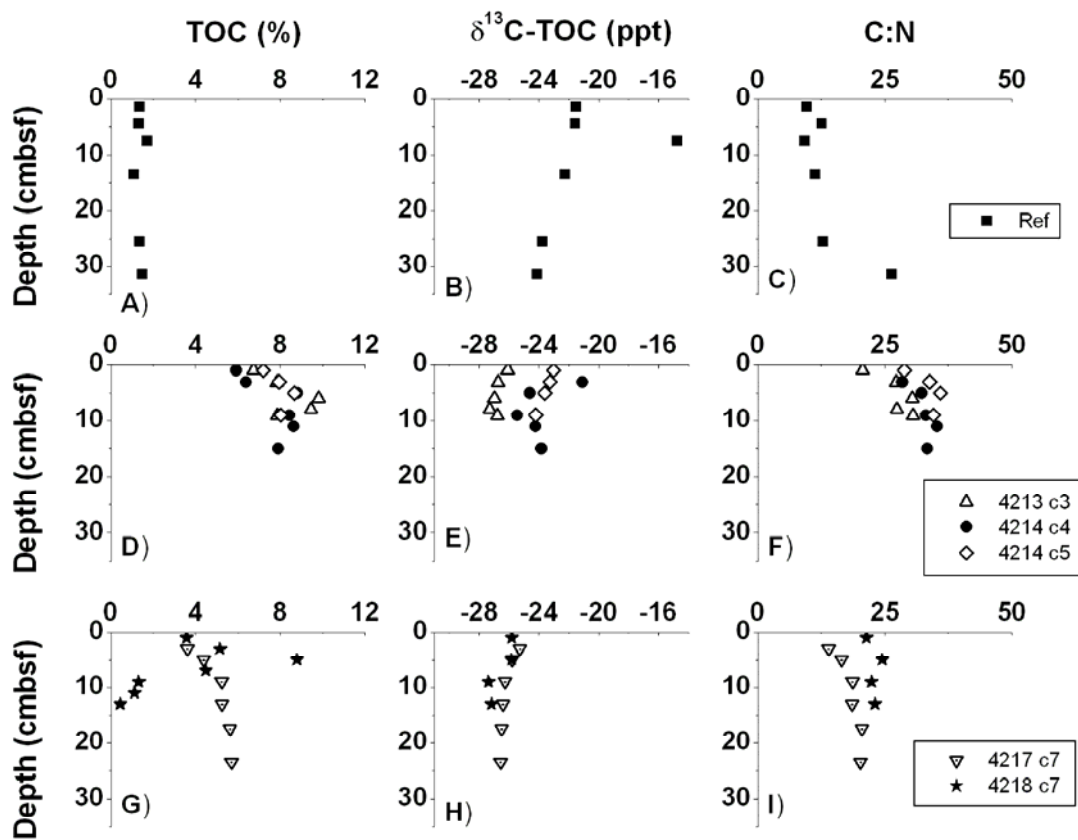 TOC (%) δ¹³C-TOC (ppt) C:N
0 4 8 12 -28 -24 -20 -16 0 25 50
Depth (cmbsf)
0
10
20
30
A)
B)
C)
Ref
0 4 8 12 -28 -24 -20 -16 0 25 50
Depth (cmbsf)
0
10
20
30
D)
E)
F)
4213 c3
4214 c4
4214 c5
0 4 8 12 -28 -24 -20 -16 0 25 50
Depth (cmbsf)
0
10
20
30
G)
H)
I)
4217 c7
4218 c7